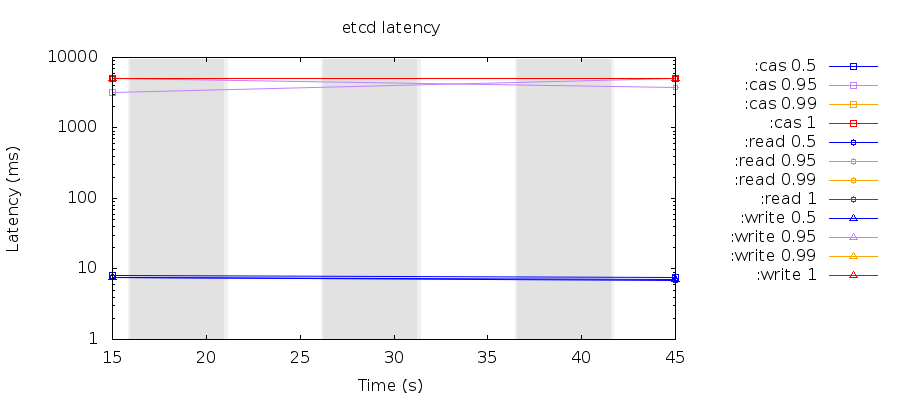 etcd latency
10000
1000
100
10
1
Latency (ms)
15 20 25 30 35 40 45
Time (s)
:cas 0.5
:cas 0.95
:cas 0.99
:cas 1
:read 0.5
:read 0.95
:read 0.99
:read 1
:write 0.5
:write 0.95
:write 0.99
:write 1